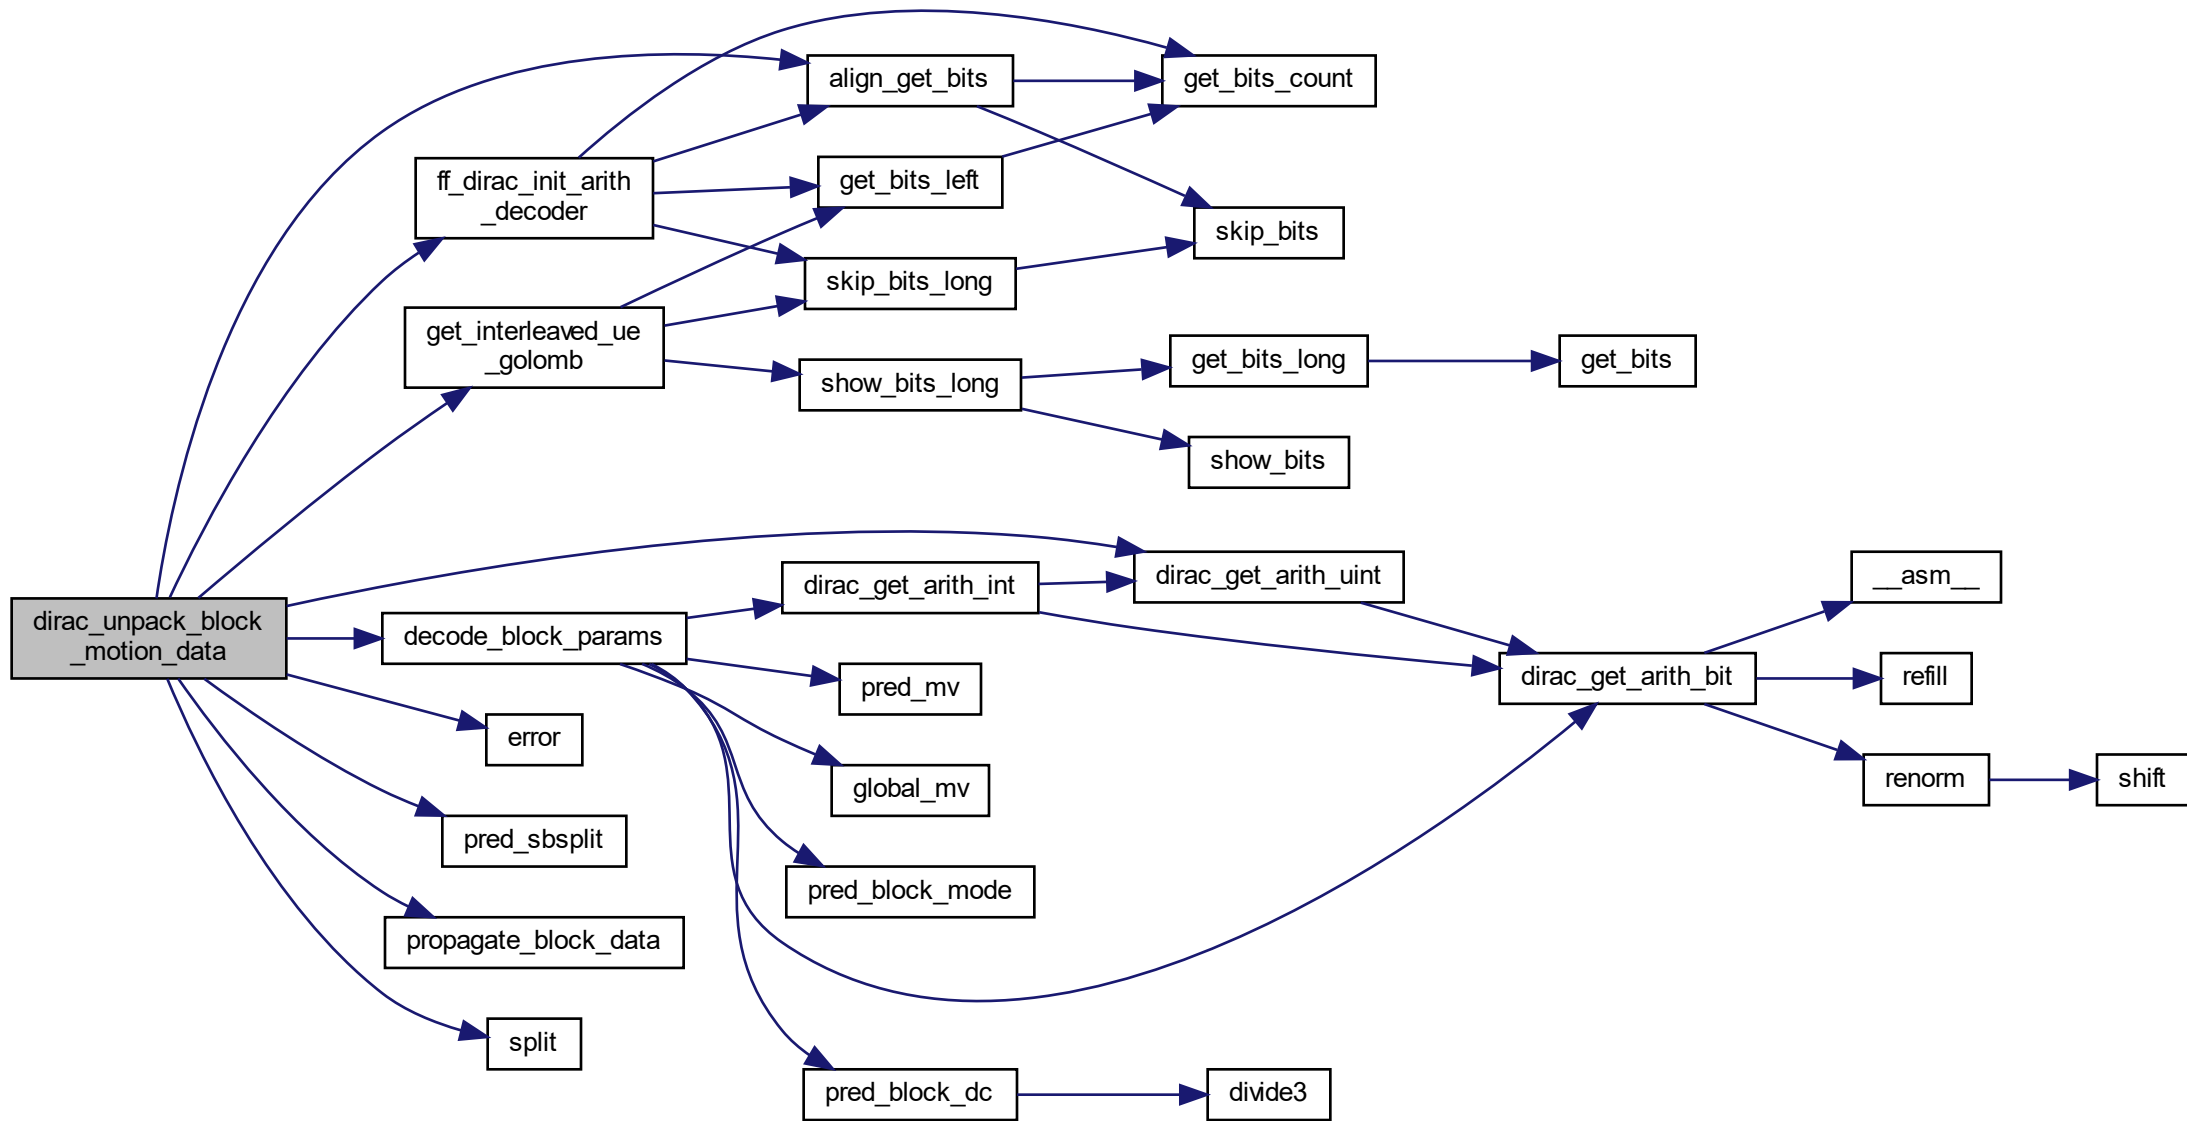 align_get_bits
get_bits_count
ff_dirac_init_arith
_decoder
get_bits_left
skip_bits
skip_bits_long
get_interleaved_ue
_golomb
get_bits_long
get_bits
show_bits_long
show_bits
dirac_get_arith_uint
__asm__
dirac_get_arith_int
dirac_unpack_block
_motion_data
decode_block_params
dirac_get_arith_bit
refill
pred_mv
error
global_mv
renorm
shift
pred_sbsplit
pred_block_mode
propagate_block_data
split
pred_block_dc
divide3